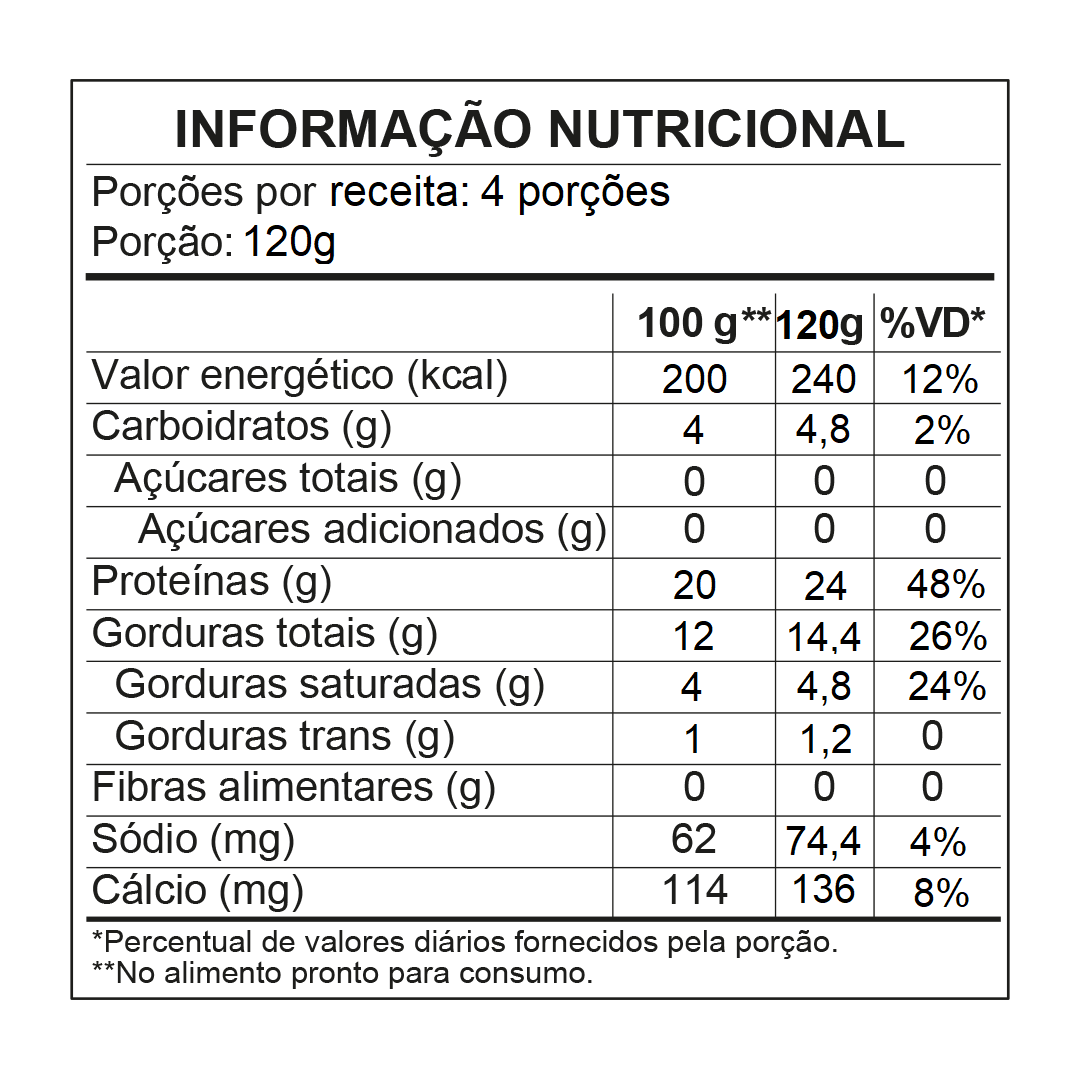 INFORMAÇÃO NUTRICIONAL
Porções por receita: 4 porções
Porção: 120g
100 g** 120g %VD*
Valor energético (kcal) 200 240 12%
Carboidratos (g) 4 4,8 2%
Açúcares totais (g) 0 0 0
Açúcares adicionados (g) 0 0 0
Proteínas (g) 20 24 48%
Gorduras totais (g) 12 14,4 26%
Gorduras saturadas (g) 4 4,8 24%
Gorduras trans (g) 1 1,2 0
Fibras alimentares (g) 0 0 0
Sódio (mg) 62 74,4 4%
Cálcio (mg) 114 136 8%
*Percentual de valores diários fornecidos pela porção.
**No alimento pronto para consumo.